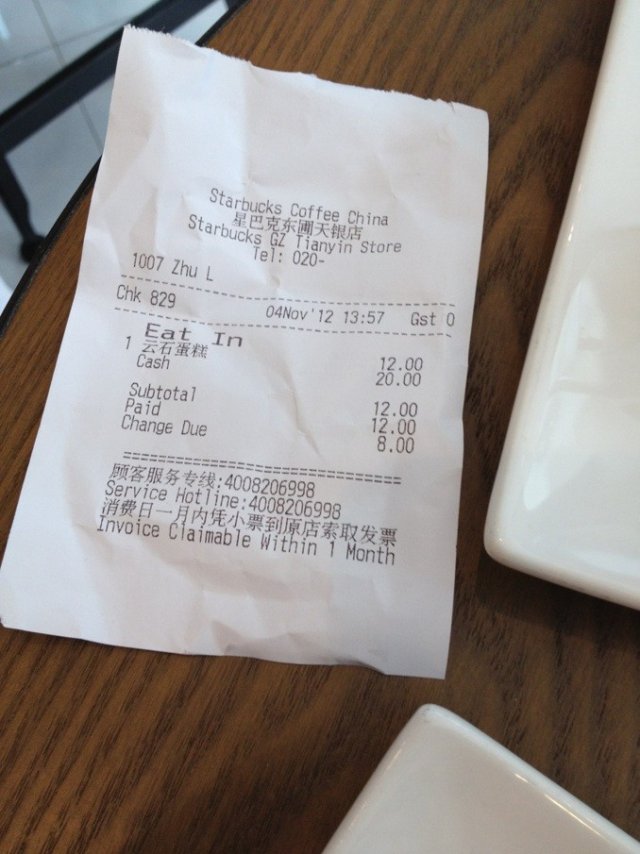 Starbucks Coffee China
星巴克东圃天银店
Starbucks GZ Tianyin Store
Tel: 020-
1007 Zhu L
Chk 829 04Nov'12 13:57 Gst 0
Eat In
1 云石蛋糕 12.00
Cash 20.00
Subtotal 12.00
Paid 12.00
Change Due 8.00
顾客服务专线:4008206998
Service Hotline:4008206998
消费日一月内凭小票到原店索取发票
Invoice Claimable Within 1 Month